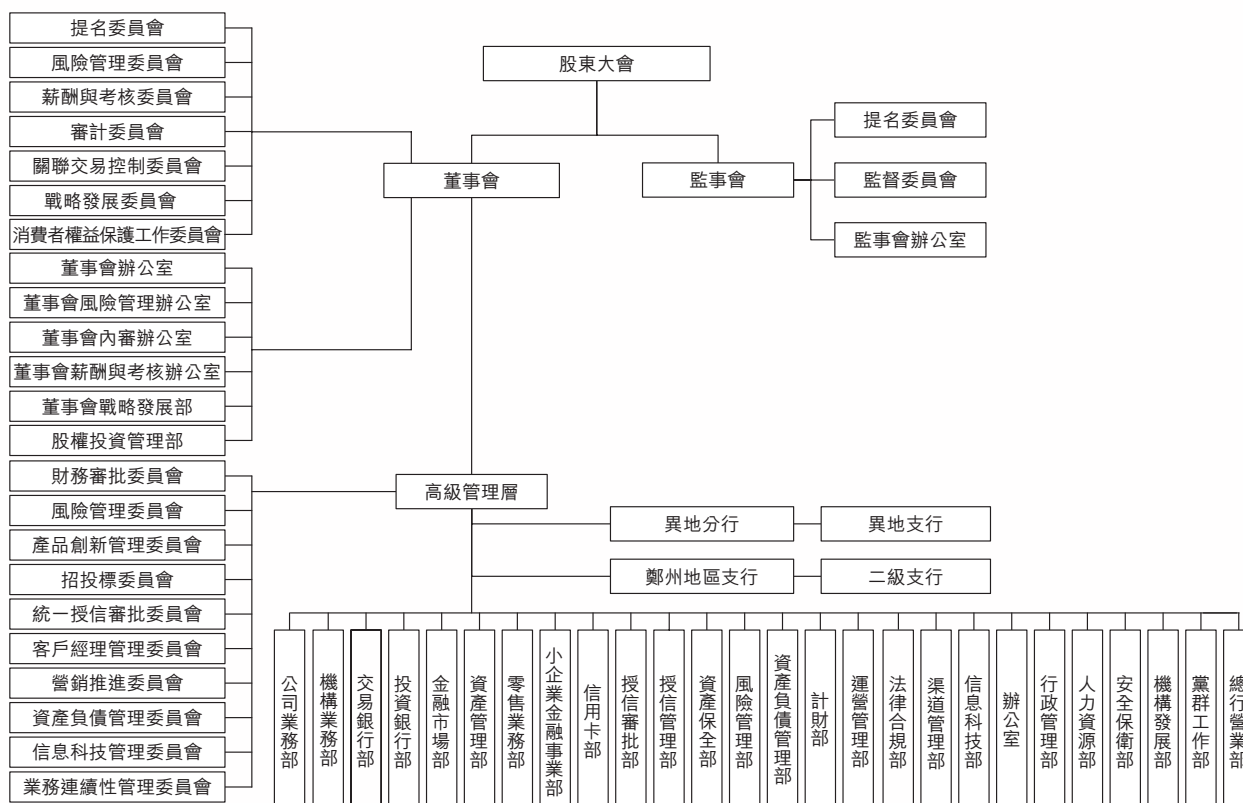 提名委員會
風險管理委員會
薪酬與考核委員會
審計委員會
關聯交易控制委員會
戰略發展委員會
消費者權益保護工作委員會
董事會辦公室
董事會風險管理辦公室
董事會內審辦公室
董事會薪酬與考核辦公室
董事會戰略發展部
股權投資管理部
財務審批委員會
風險管理委員會
產品創新管理委員會
招投標委員會
統一授信審批委員會
客戶經理管理委員會
營銷推進委員會
資產負債管理委員會
信息科技管理委員會
業務連續性管理委員會
股東大會
董事會
監事會
提名委員會
監督委員會
監事會辦公室
高級管理層
異地分行
異地支行
鄭州地區支行
二級支行
公司業務部
機構業務部
交易銀行部
投資銀行部
金融市場部
資產管理部
零售業務部
小企業金融事業部
信用卡部
授信審批部
授信管理部
資產保全部
風險管理部
資產負債管理部
計財部
運營管理部
法律合規部
渠道管理部
信息科技部
辦公室
行政管理部
人力資源部
安全保衛部
機構發展部
黨群工作部
總行營業部